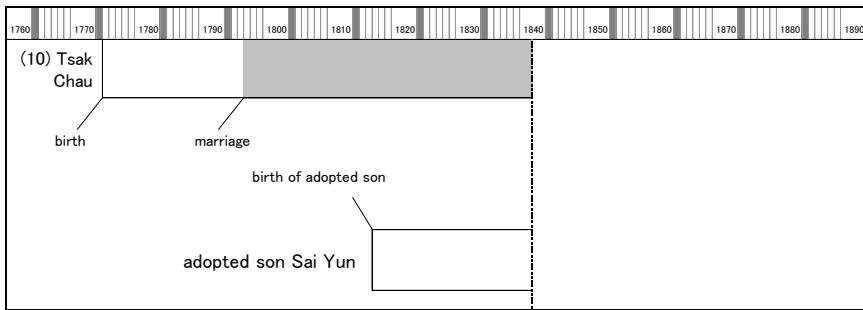 1760 1770 1780 1790 1800 1810 1820 1830 1840 1850 1860 1870 1880 1890
(10) Tsak
Chau
birth marriage
birth of adopted son
adopted son Sai Yun